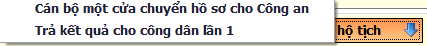 Cán bộ một cửa chuyển hồ sơ cho Công an
Trả kết quả cho công dân lần 1
hộ tịch